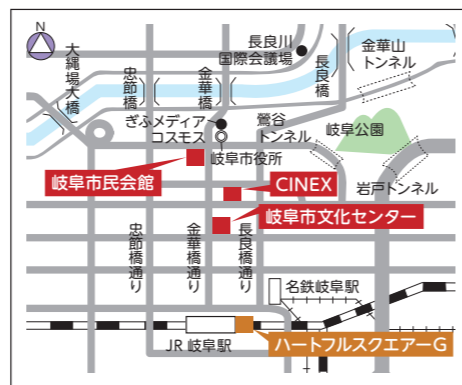 N
大縄場大橋
忠節橋
金華橋
長良川
国際会議場
長良橋
金華山
トンネル
ぎふメディア
コスモス
鶯谷
トンネル
岐阜公園
岐阜市役所
岐阜市民会館
CINEX
岩戸トンネル
岐阜市文化センター
忠節橋通り
金華橋通り
長良橋通り
名鉄岐阜駅
JR岐阜駅
ハートフルスクエアーG